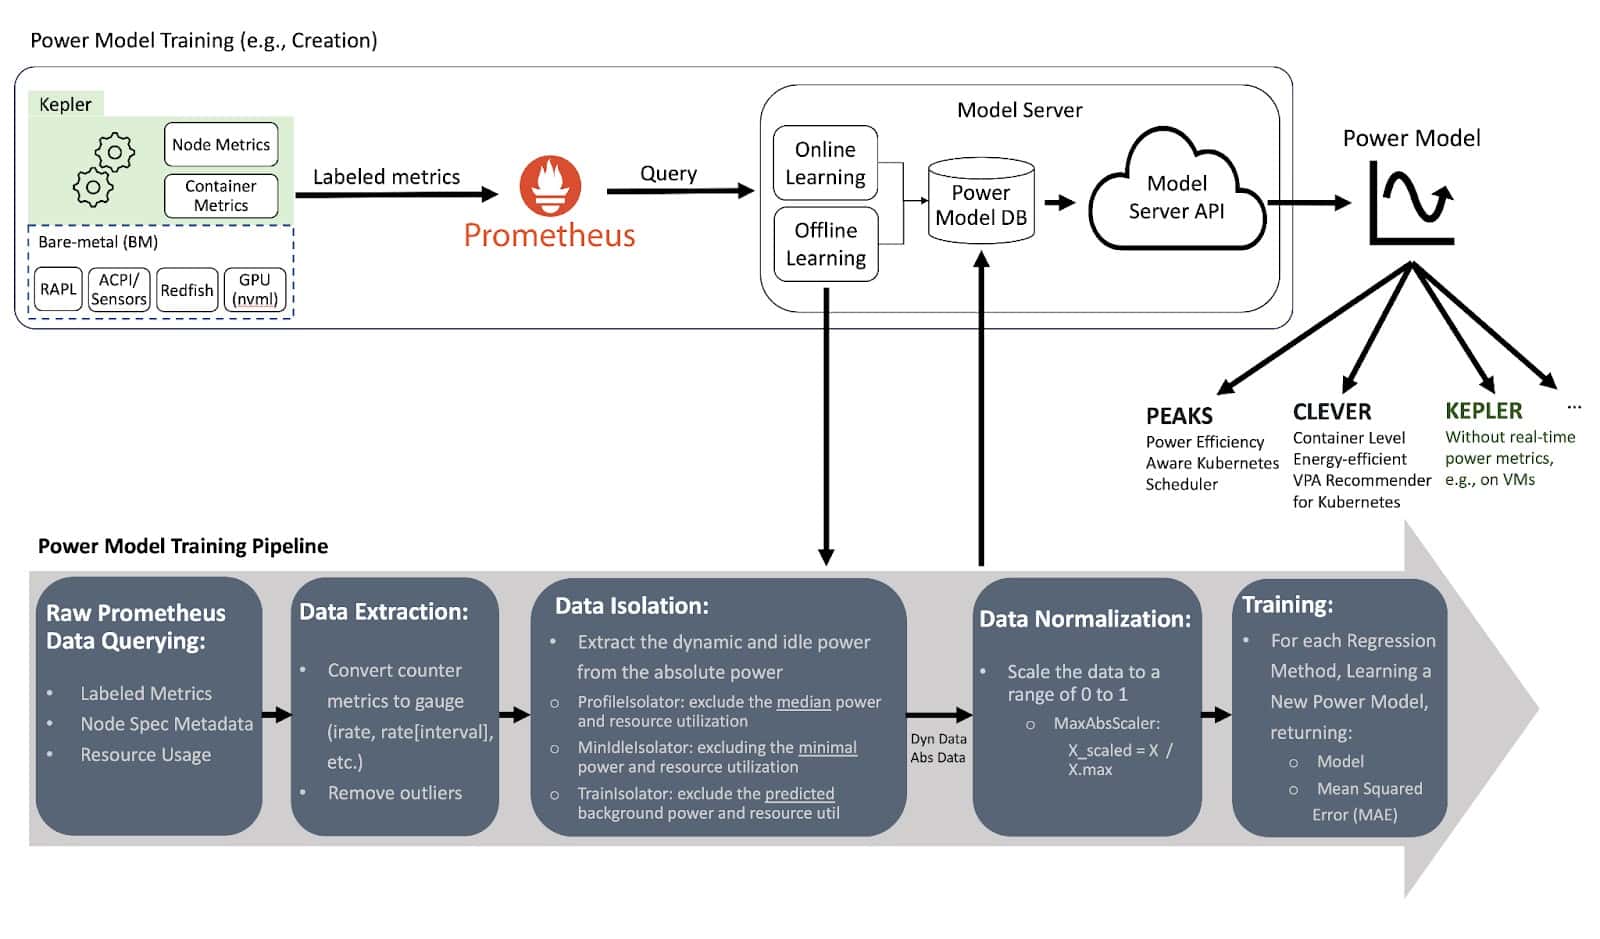 Power Model Training (e.g., Creation)
Kepler
Node Metrics
Container
Metrics
Bare-metal (BM)
RAPL
ACPI/
Sensors
Redfish
GPU
(nvml)
Labeled metrics
Prometheus
Query
Model Server
Online
Learning
Offline
Learning
Power
Model DB
Model
Server API
Power Model
PEAKS
Power Efficiency
Aware Kubernetes
Scheduler
CLEVER
Container Level
Energy-efficient
VPA Recommender
for Kubernetes
KEPLER
Without real-time
power metrics,
e.g., on VMs
...
Power Model Training Pipeline
Raw Prometheus
Data Querying:
• Labeled Metrics
• Node Spec Metadata
• Resource Usage
Data Extraction:
• Convert counter
metrics to gauge
(irate, rate[interval],
etc.)
• Remove outliers
Data Isolation:
• Extract the dynamic and idle power
from the absolute power
○ ProfileIsolator: exclude the median power
and resource utilization
○ MinIdleIsolator: excluding the minimal
power and resource utilization
○ TrainIsolator: exclude the predicted
background power and resource util
Dyn Data
Abs Data
Data Normalization:
• Scale the data to a
range of 0 to 1
○ MaxAbsScaler:
X_scaled = X /
X.max
Training:
• For each Regression
Method, Learning a
New Power Model,
returning:
○ Model
○ Mean Squared
Error (MAE)